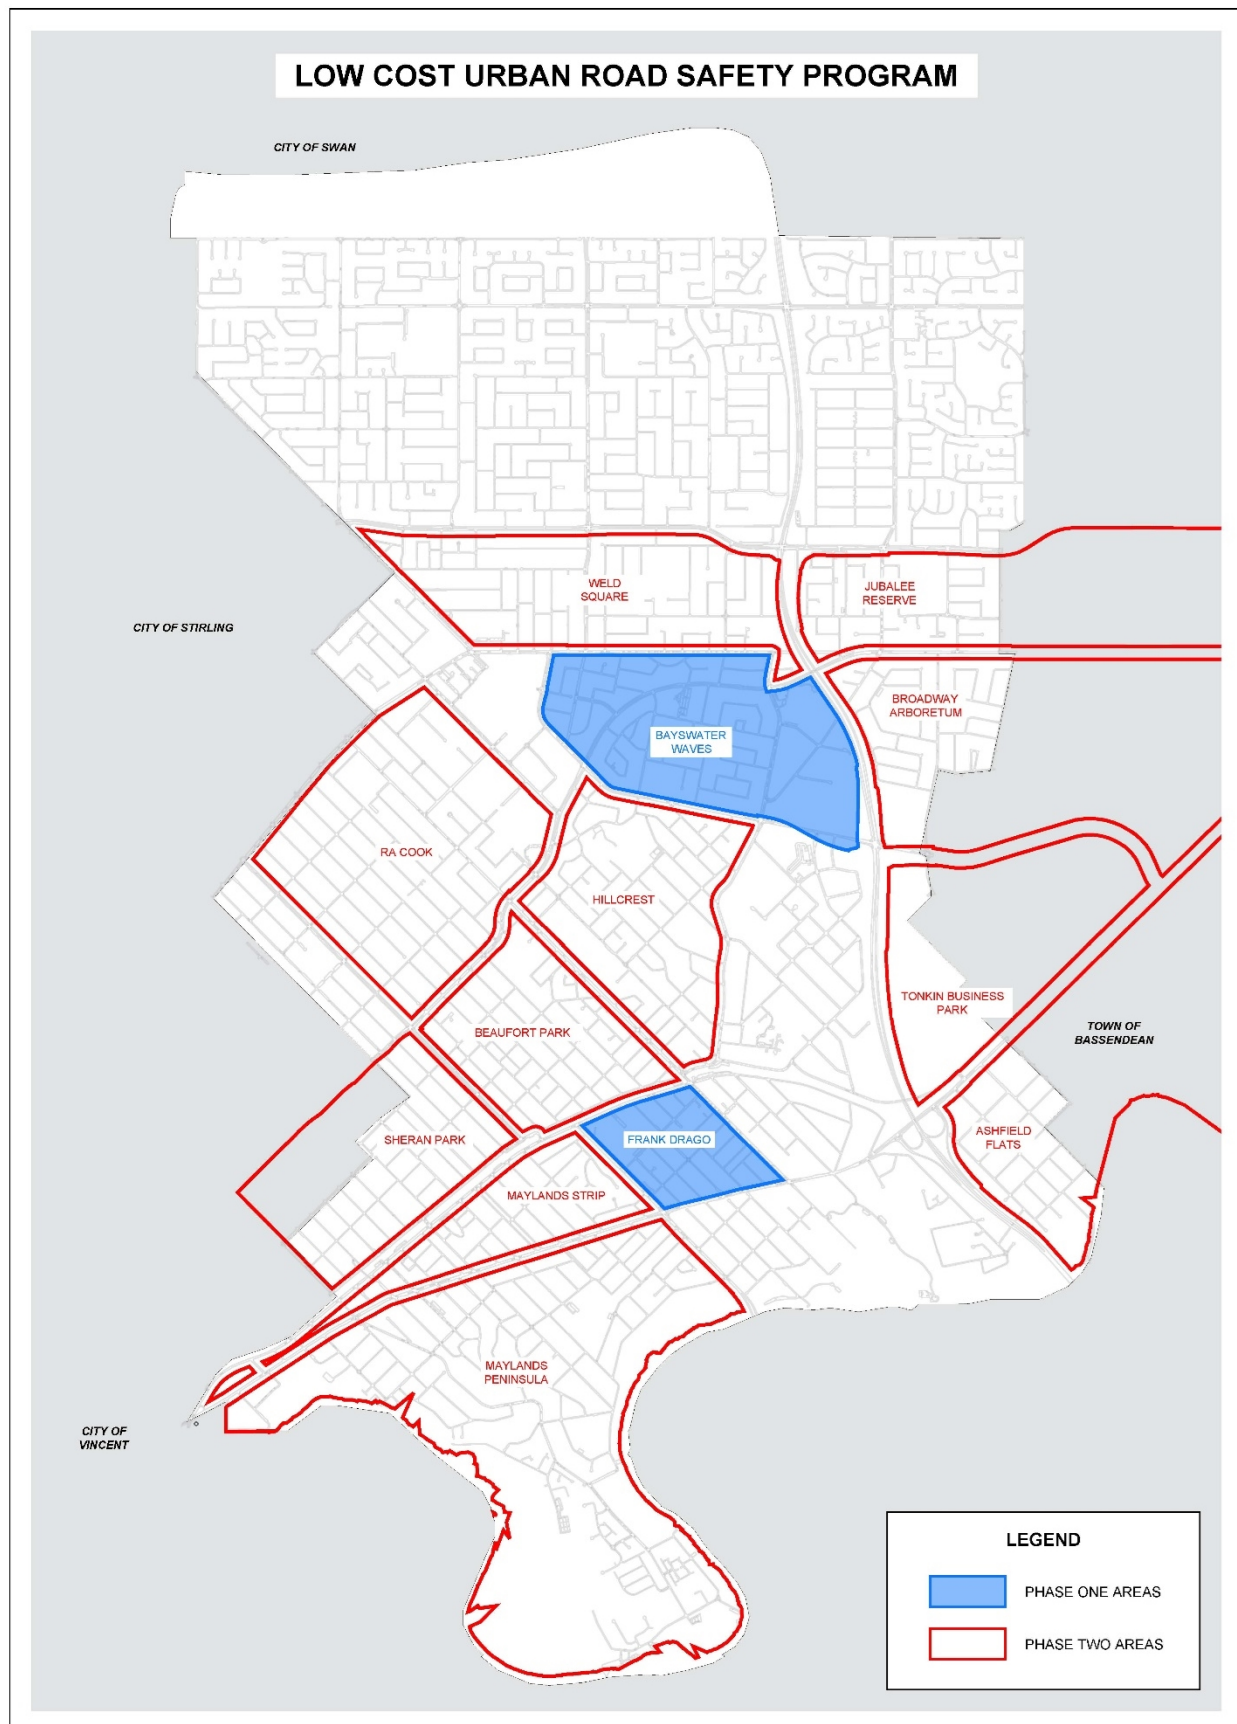 LOW COST URBAN ROAD SAFETY PROGRAM
CITY OF SWAN
WELD
SQUARE
JUBALEE
RESERVE
CITY OF STIRLING
BROADWAY
ARBORETUM
BAYSWATER
WAVES
RA COOK
HILLCREST
TONKIN BUSINESS
PARK
BEAUFORT PARK
TOWN OF
BASSENDEAN
SHERAN PARK
FRANK DRAGO
ASHFIELD
FLATS
MAYLANDS STRIP
MAYLANDS
PENINSULA
CITY OF
VINCENT
LEGEND
PHASE ONE AREAS
PHASE TWO AREAS